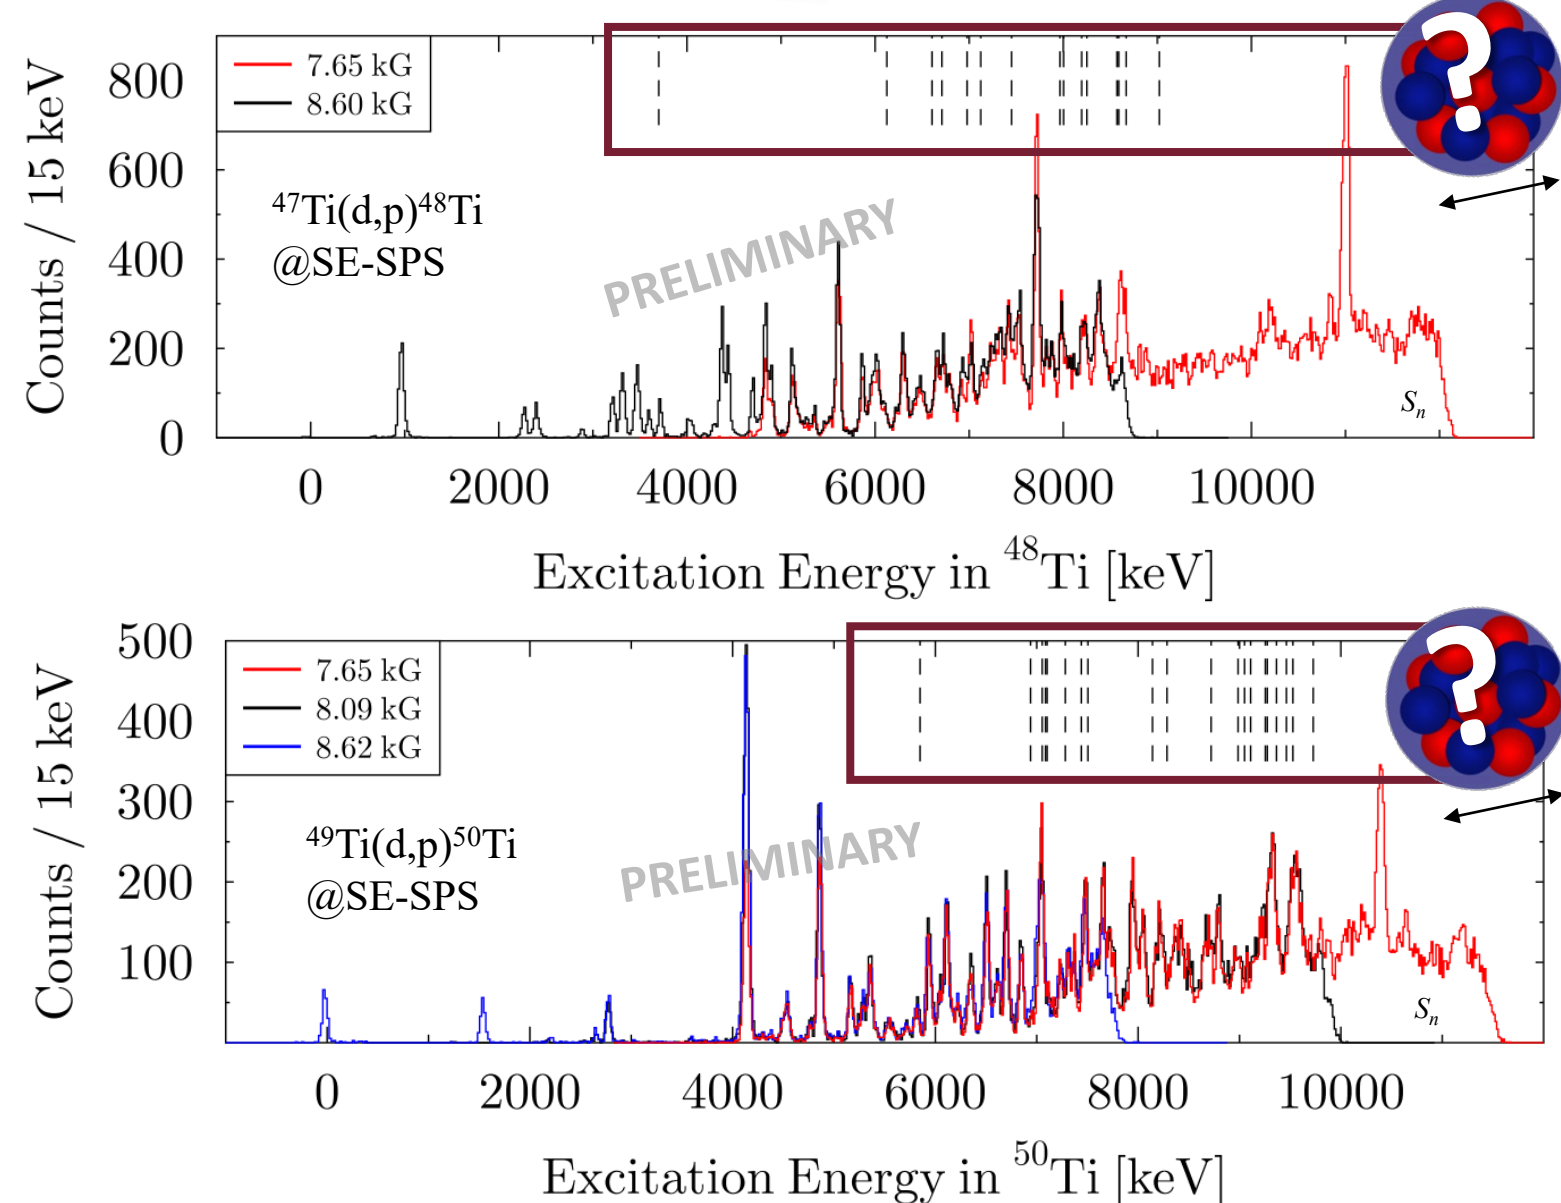 7.65 kG
8.60 kG
⁴⁷Ti(d,p)⁴⁸Ti
@SE-SPS
PRELIMINARY
?
Sₙ
Counts / 15 keV
800
600
400
200
0
0 2000 4000 6000 8000 10000
Excitation Energy in ⁴⁸Ti [keV]
7.65 kG
8.09 kG
8.62 kG
⁴⁹Ti(d,p)⁵⁰Ti
@SE-SPS
PRELIMINARY
?
Sₙ
Counts / 15 keV
500
400
300
200
100
0 2000 4000 6000 8000 10000
Excitation Energy in ⁵⁰Ti [keV]